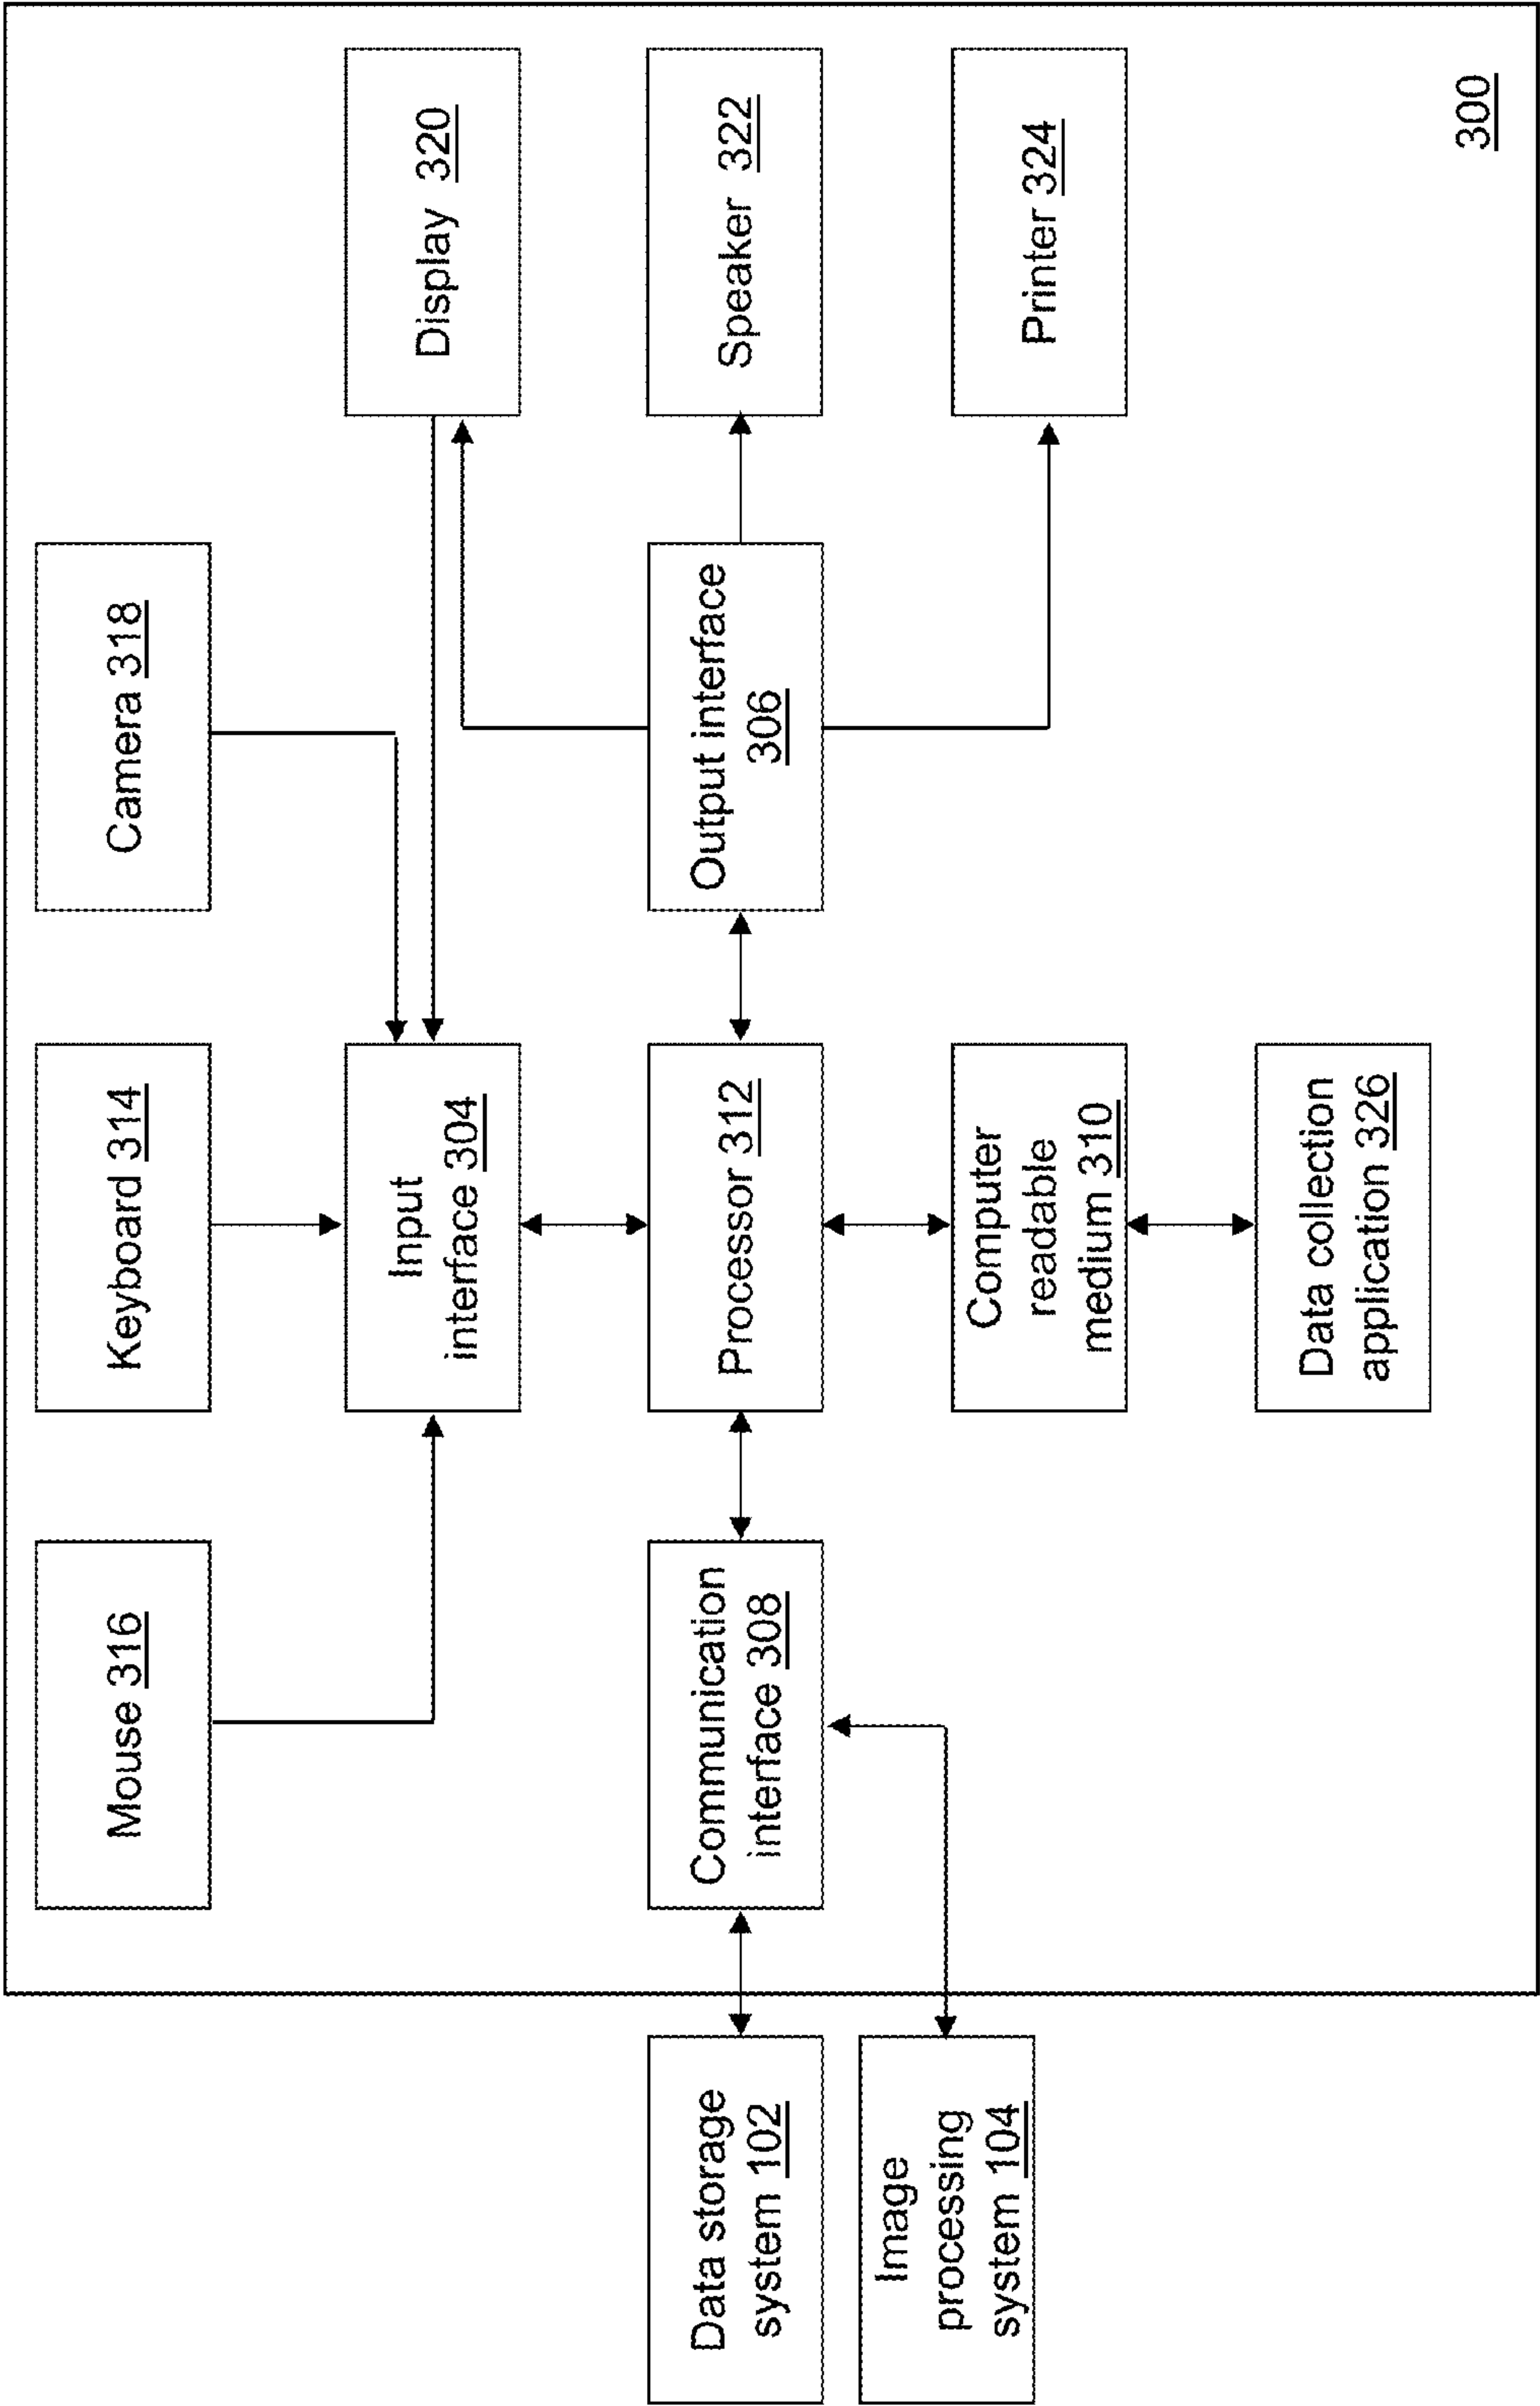 Mouse 316
Keyboard 314
Camera 318
Input
interface 304
Display 320
Data storage
system 102
Communication
interface 308
Processor 312
Output interface
306
Speaker 322
Image
processing
system 104
Computer
readable
medium 310
Printer 324
Data collection
application 326
300